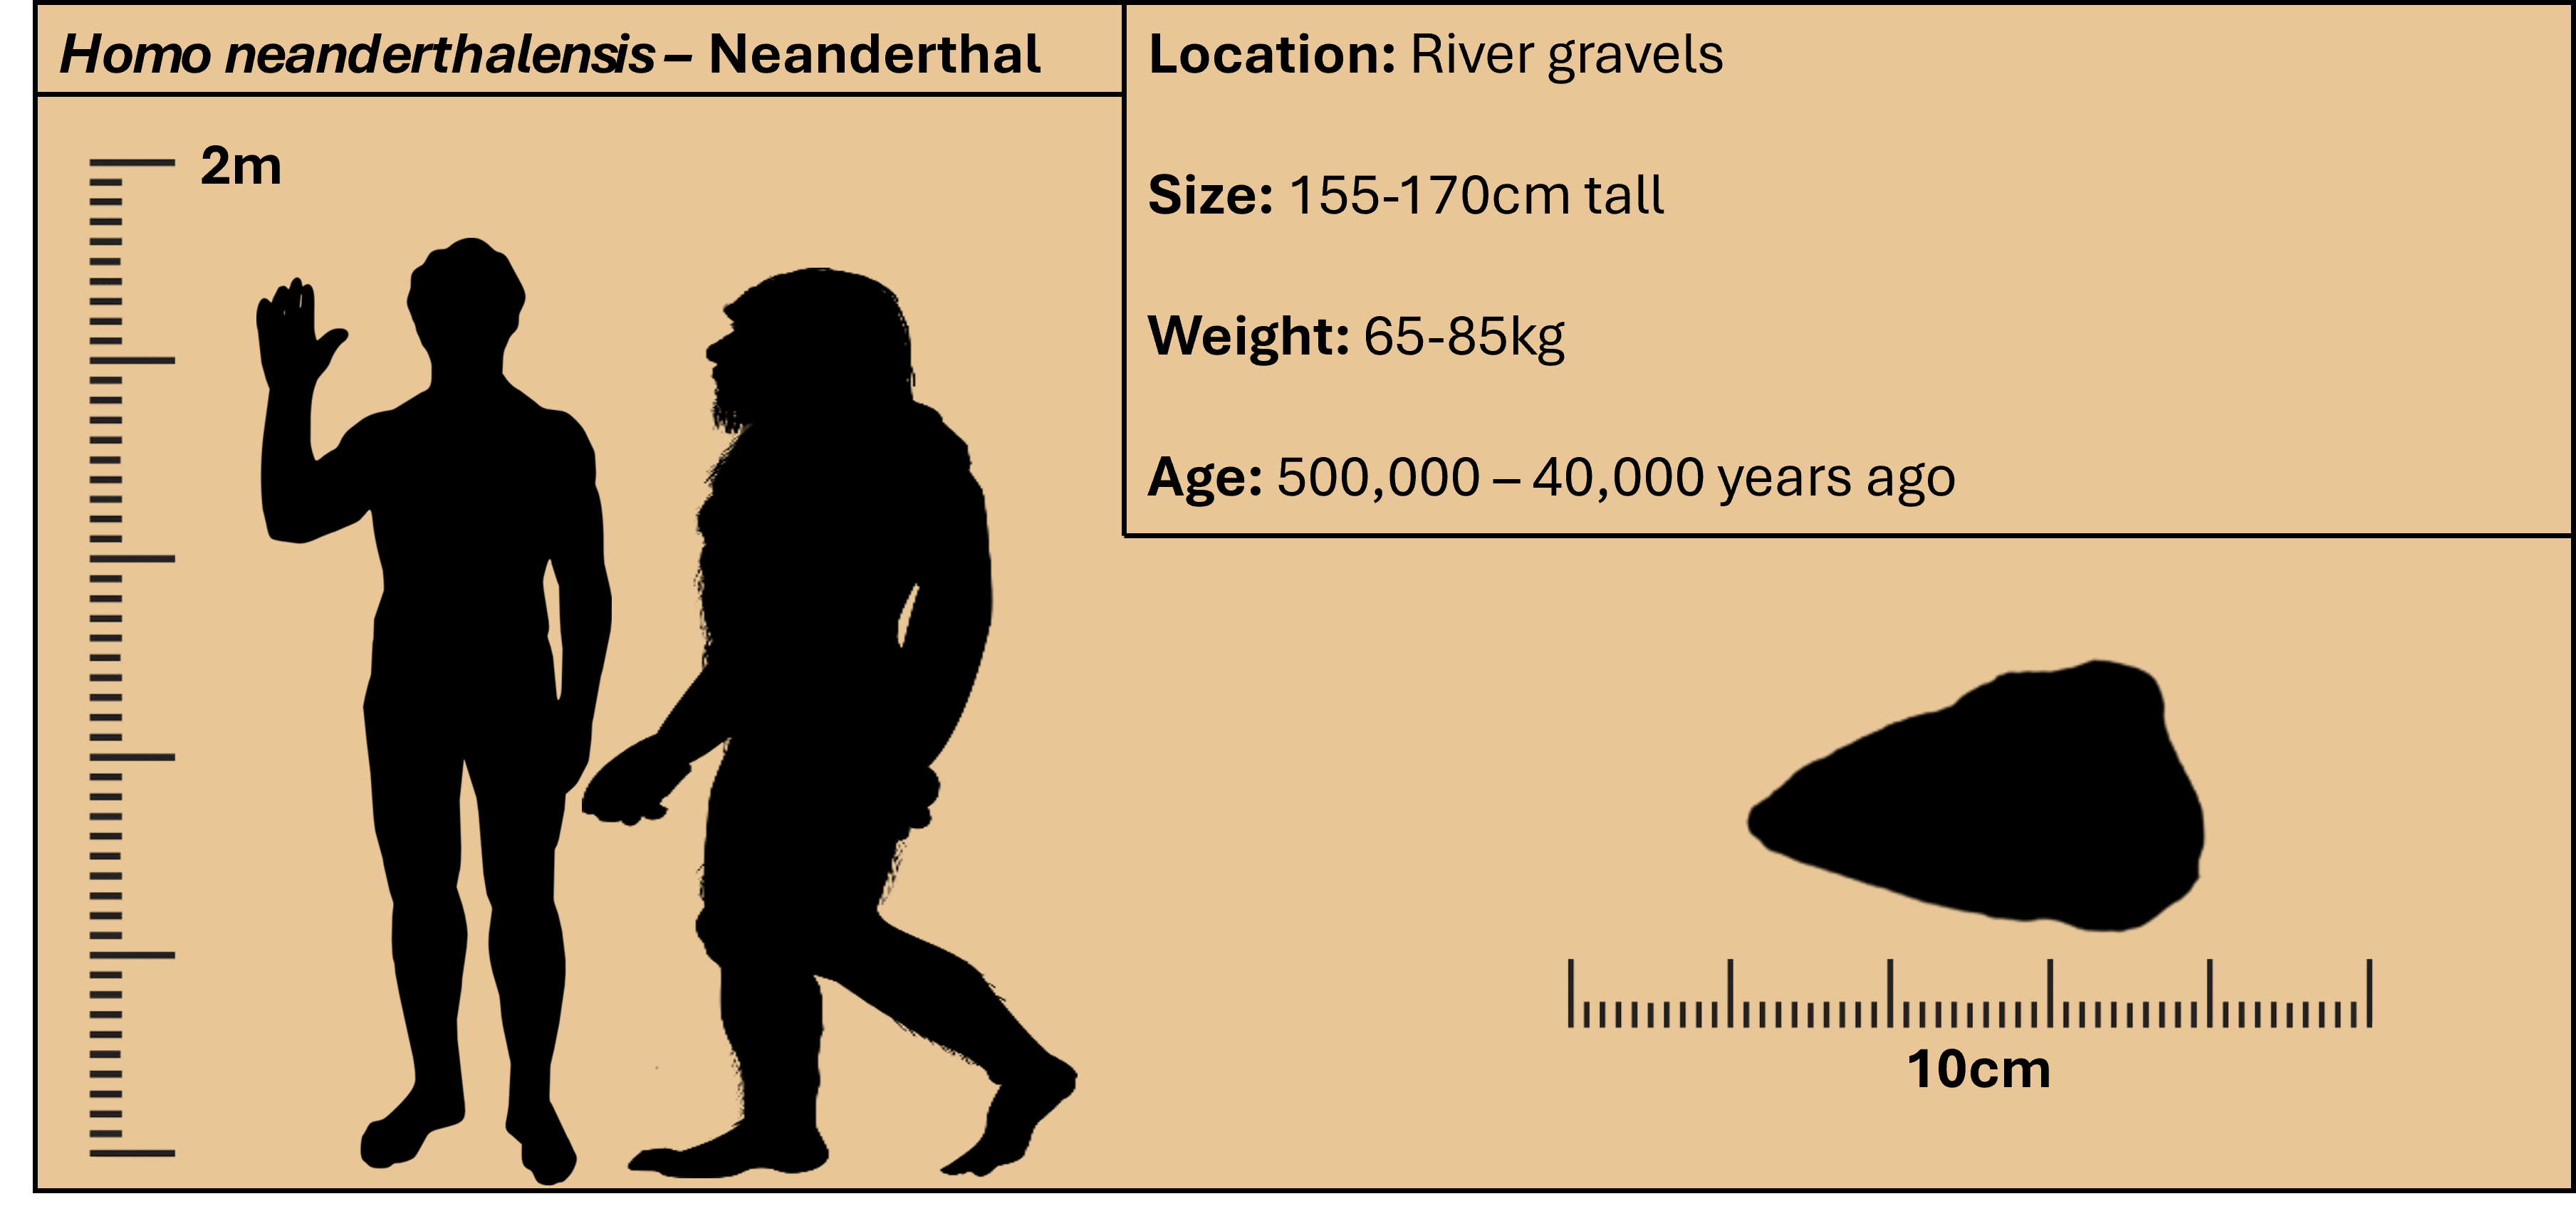 Homo neanderthalensis – Neanderthal
Location: River gravels
Size: 155-170cm tall
Weight: 65-85kg
Age: 500,000 – 40,000 years ago
2m
10cm